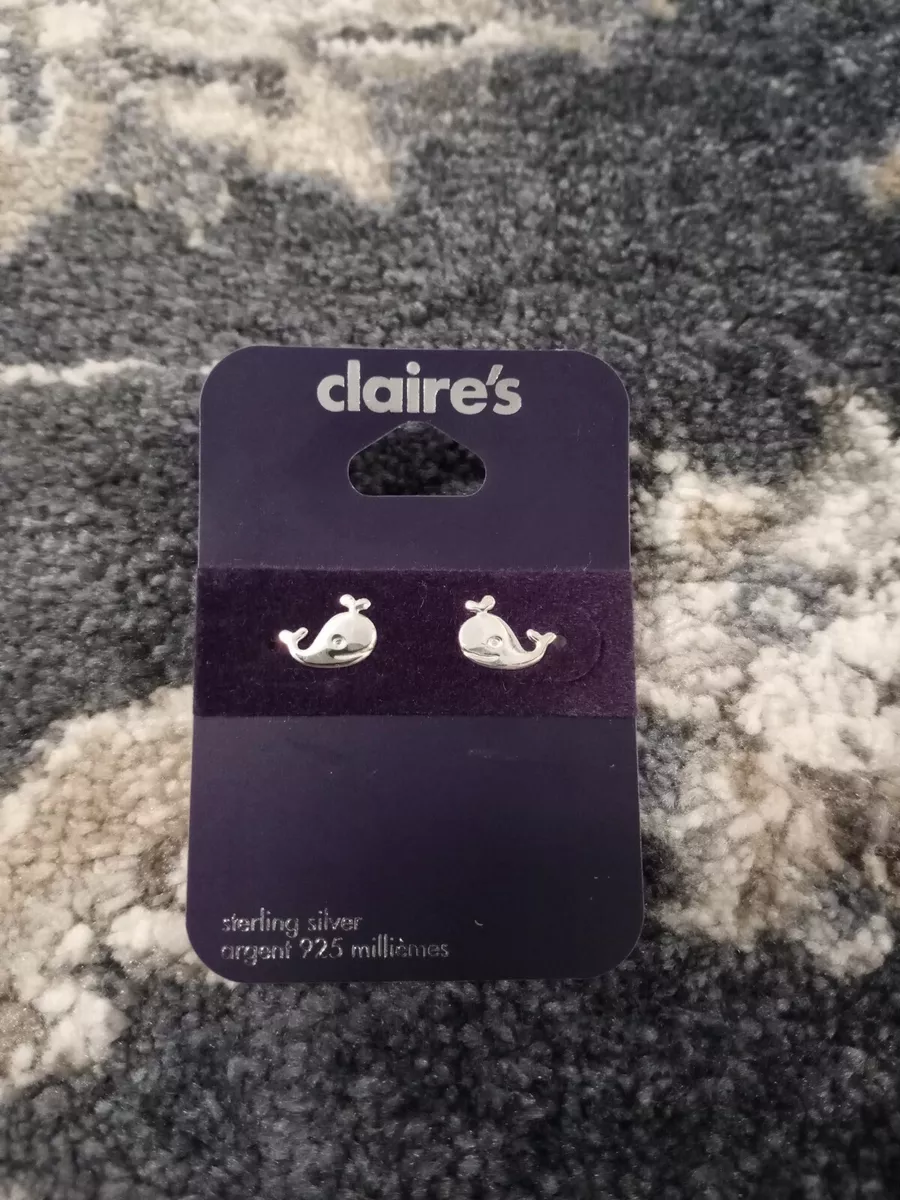 claire's
sterling silver
argent 925 millièmes